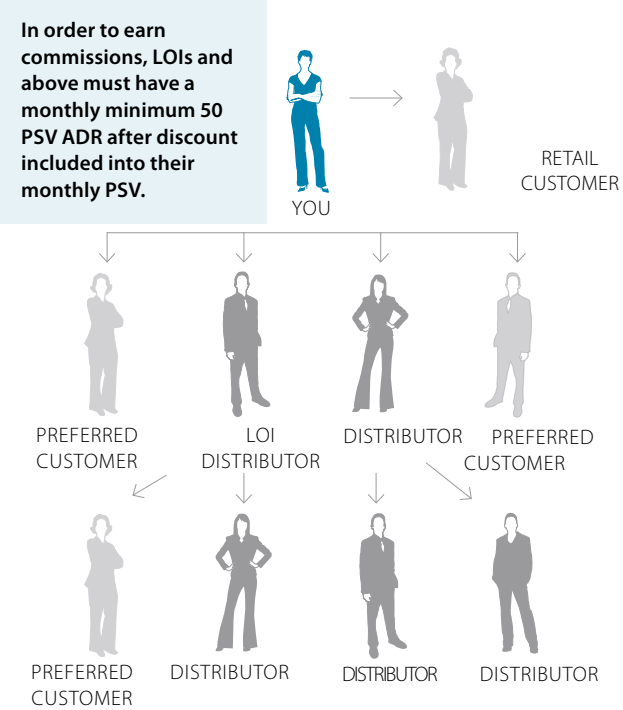 In order to earn
commissions, LOIs and
above must have a
monthly minimum 50
PSV ADR after discount
included into their
monthly PSV.
YOU
RETAIL
CUSTOMER
PREFERRED
CUSTOMER
LOI
DISTRIBUTOR
DISTRIBUTOR
PREFERRED
CUSTOMER
PREFERRED
CUSTOMER
DISTRIBUTOR
DISTRIBUTOR
DISTRIBUTOR